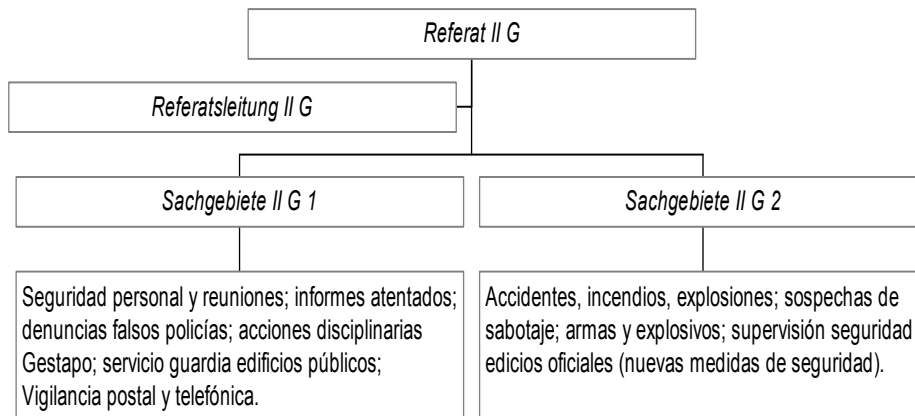 Referat II G
Referatsleitung II G
Sachgebiete II G 1
Sachgebiete II G 2
Seguridad personal y reuniones; informes atentados;
denuncias falsos policías; acciones disciplinarias
Gestapo; servicio guardia edificios públicos;
Vigilancia postal y telefónica.
Accidentes, incendios, explosiones; sospechas de
sabotaje; armas y explosivos; supervisión seguridad
edicios oficiales (nuevas medidas de seguridad).